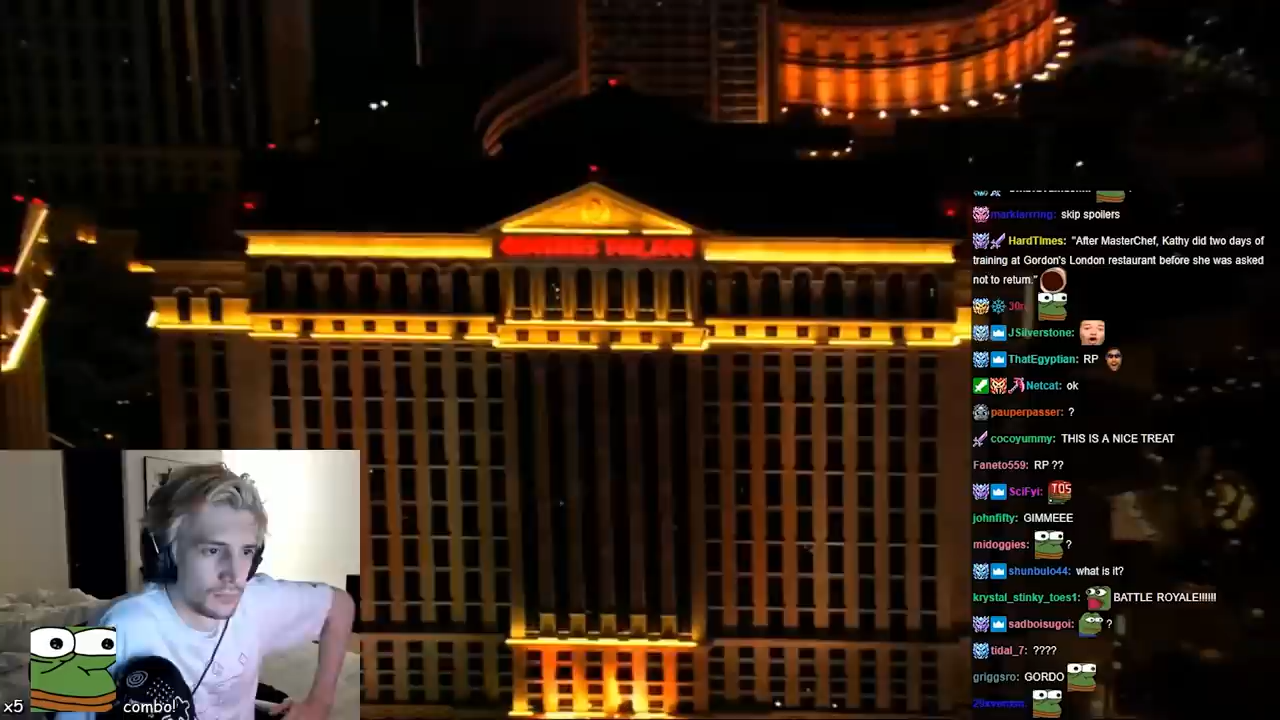 markiarrring: skip spoilers
HardTimes: "After MasterChef, Kathy did two days of
training at Gordon's London restaurant before she was asked
not to return."
30r
JSilverstone:
ThatEgyptian: RP
Netcat: ok
pauperpasser: ?
cocoyummy: THIS IS A NICE TREAT
Faneto559: RP ??
SciFyi: TOS
johnfifty: GIMMEEE
midoggies: ?
shunbulo44: what is it?
krystal_stinky_toes1: BATTLE ROYALE!!!!!!
sadboisugoi: ?
tidal_7: ????
griggsro: GORDO
x5 combo!